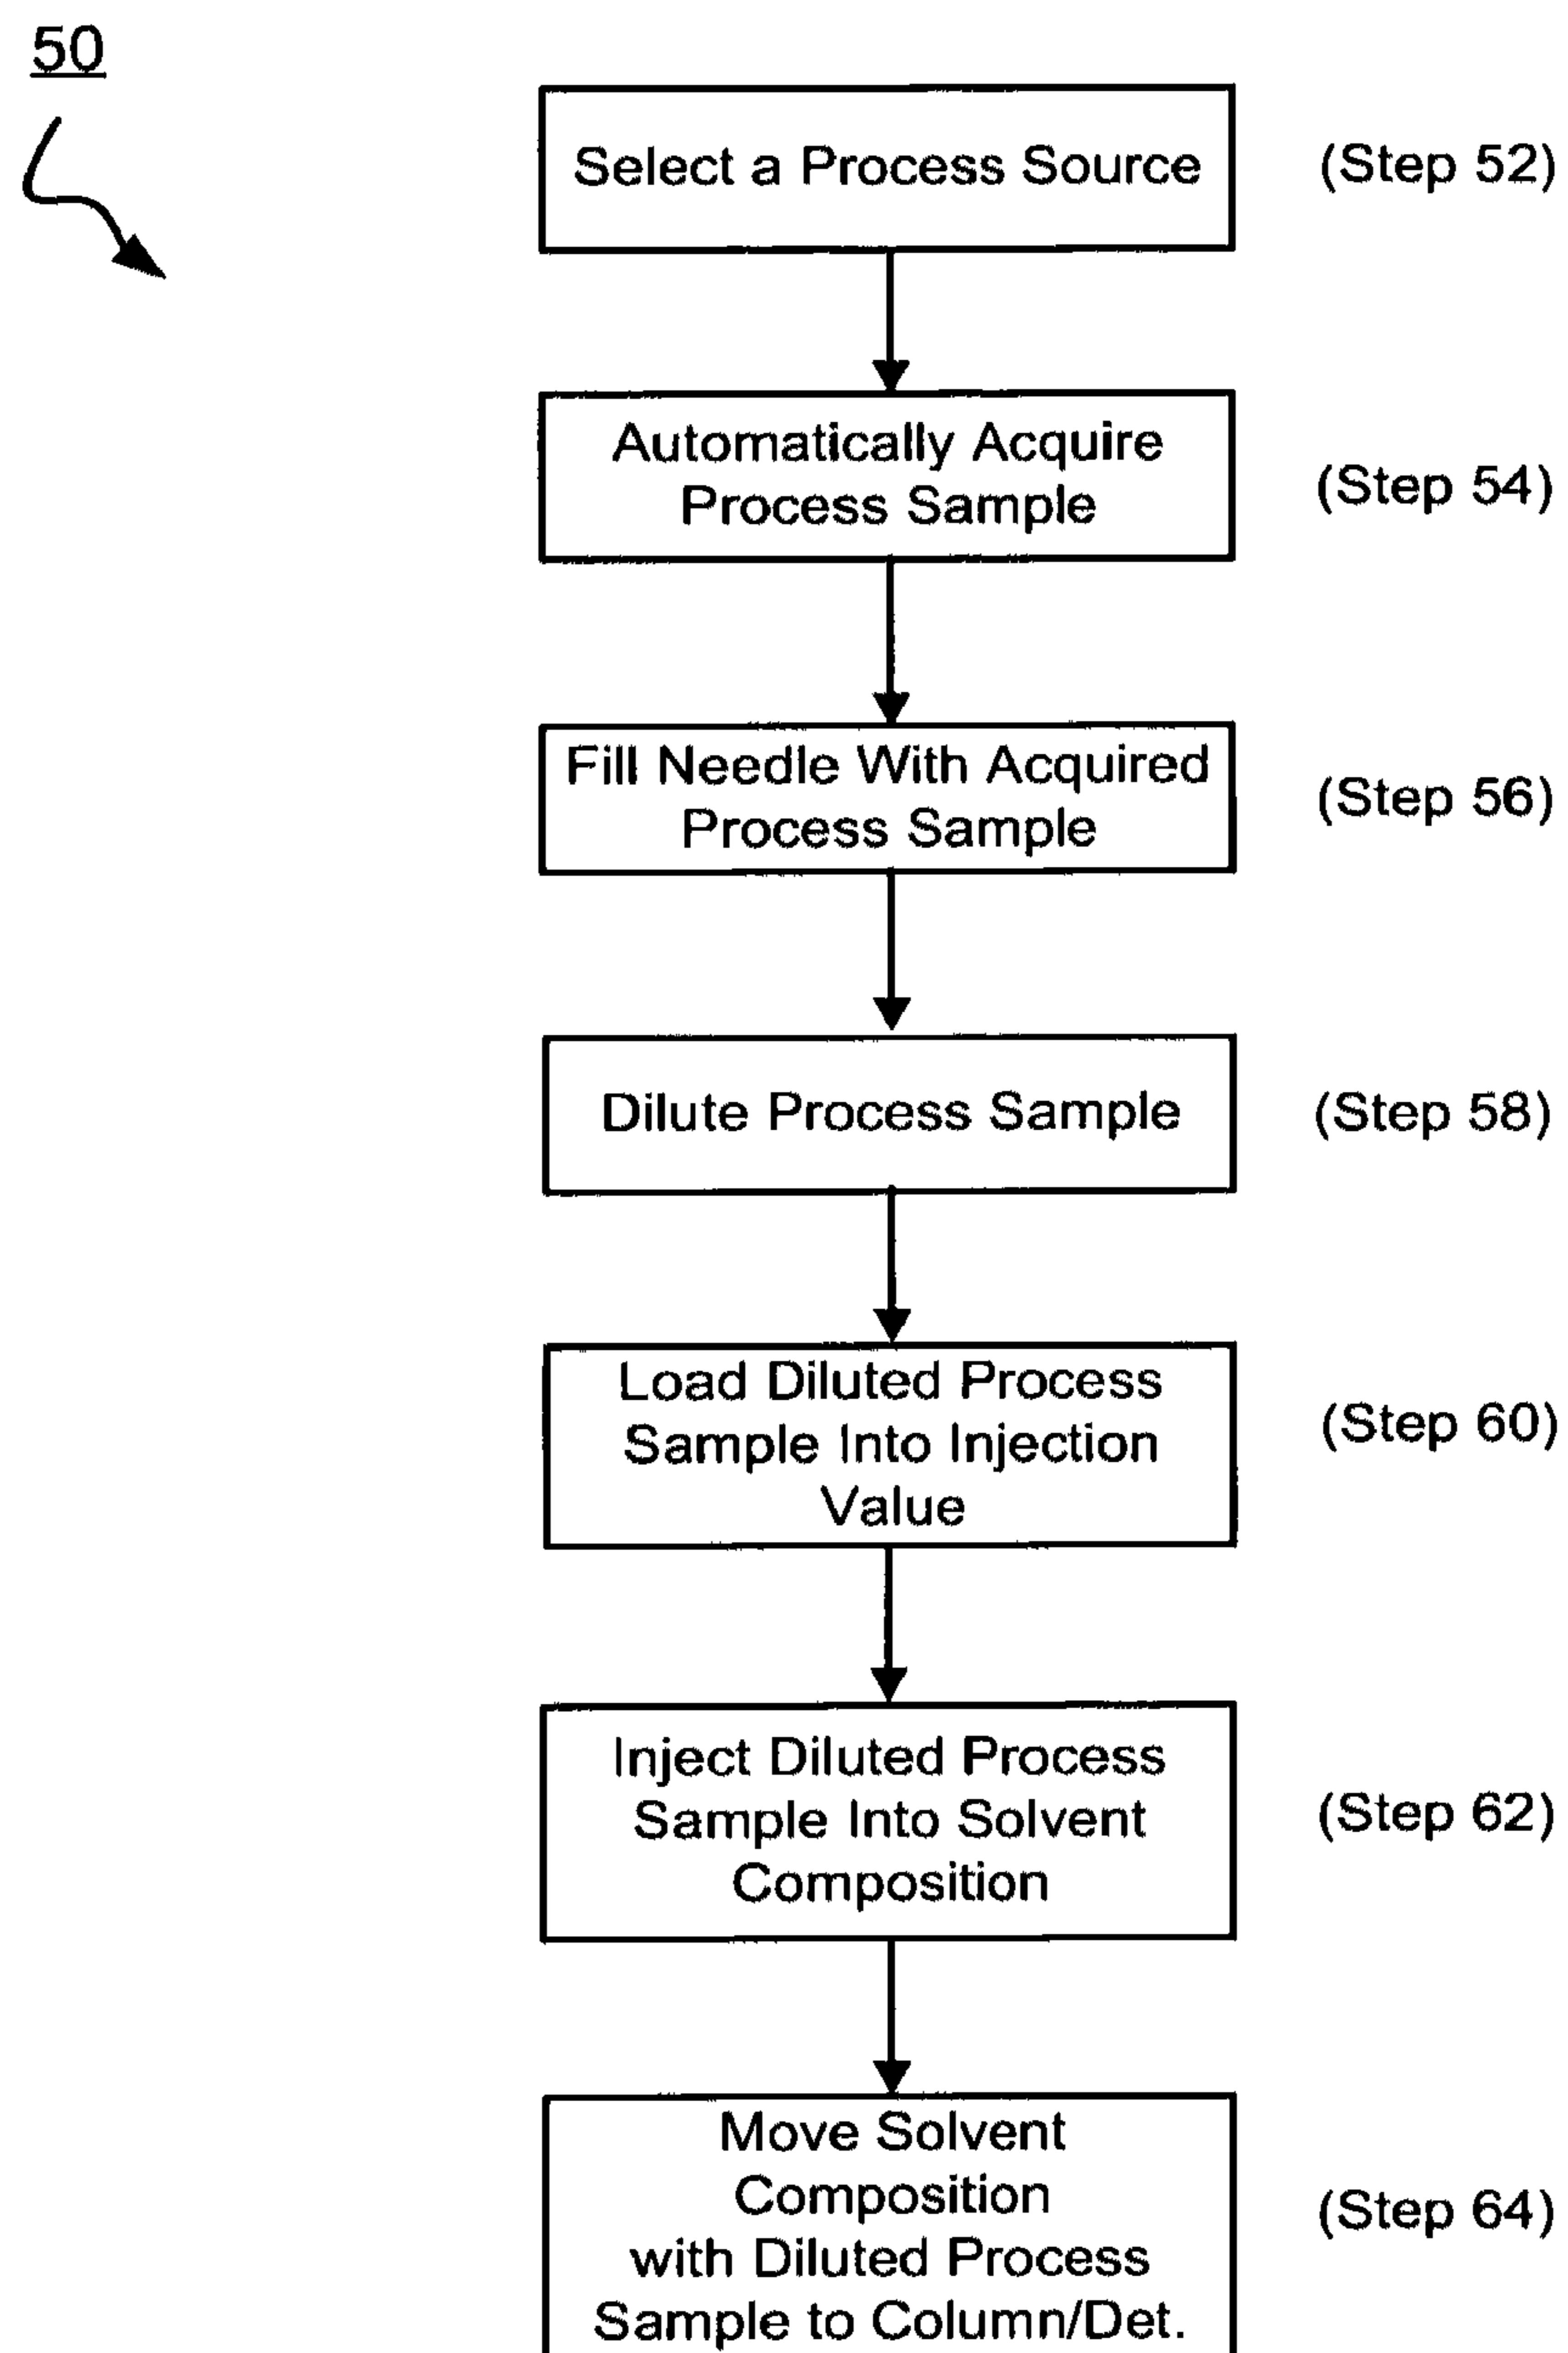 50
Select a Process Source
(Step 52)
Automatically Acquire
Process Sample
(Step 54)
Fill Needle With Acquired
Process Sample
(Step 56)
Dilute Process Sample
(Step 58)
Load Diluted Process
Sample Into Injection
Value
(Step 60)
Inject Diluted Process
Sample Into Solvent
Composition
(Step 62)
Move Solvent
Composition
with Diluted Process
Sample to Column/Det.
(Step 64)